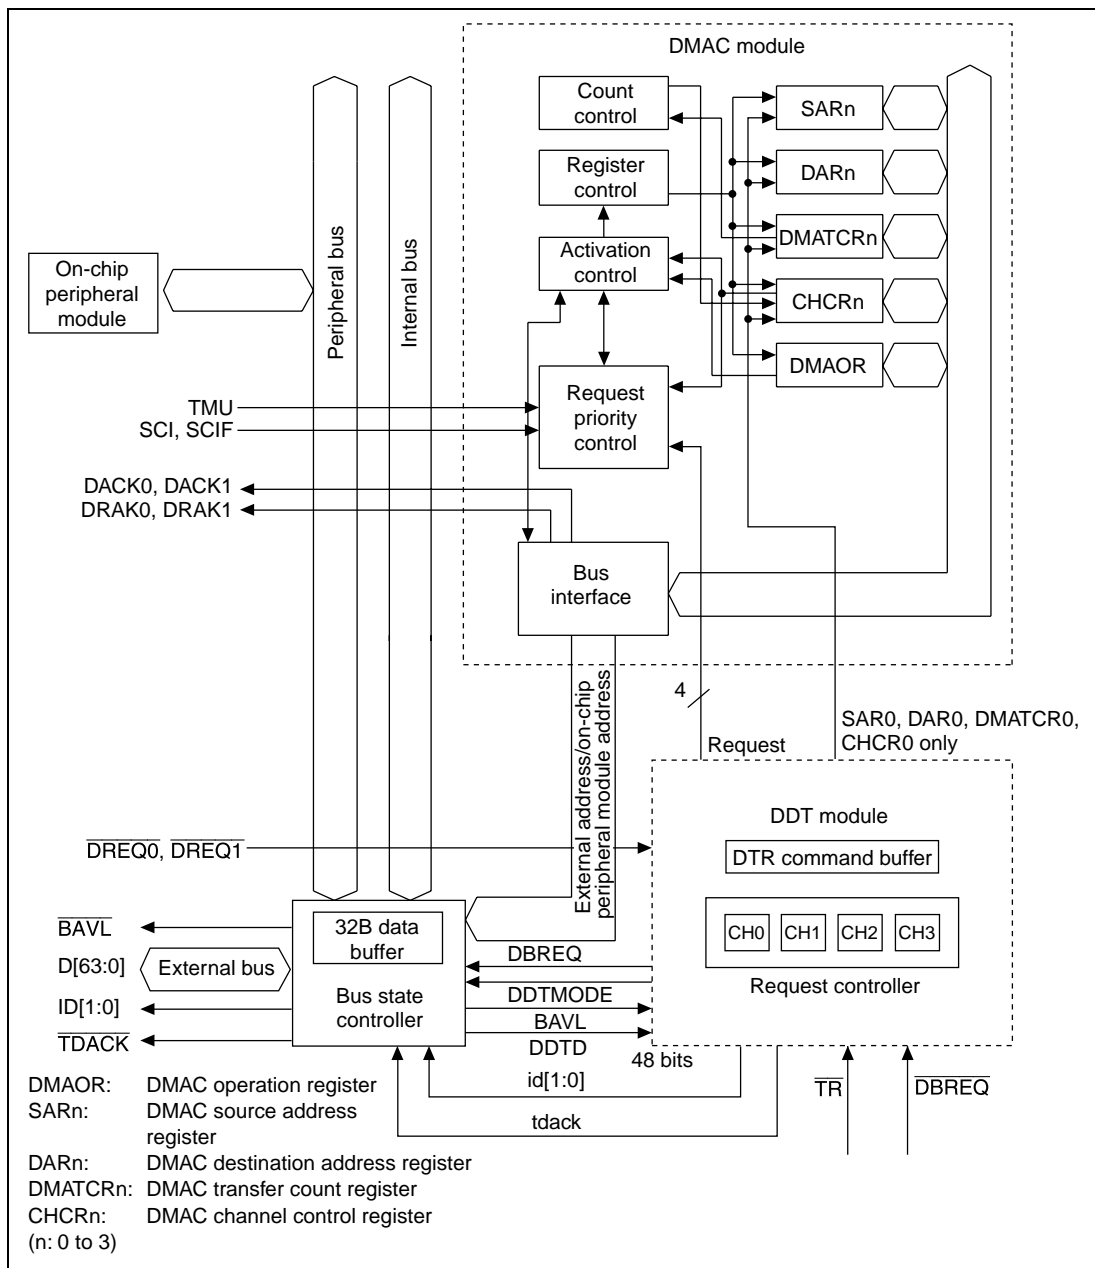 DMAC module
Count
control
SARn
Register
control
DARn
DMATCRn
Activation
control
On-chip
peripheral
module
Peripheral bus
Internal bus
CHCRn
DMAOR
Request
priority
control
TMU
SCI, SCIF
DACK0, DACK1
DRAK0, DRAK1
Bus
interface
External address/on-chip
peripheral module address
4
Request
SAR0, DAR0, DMATCR0,
CHCR0 only
DDT module
DTR command buffer
CH0 CH1 CH2 CH3
Request controller
DREQ0, DREQ1
BAVL
D[63:0]
External bus
ID[1:0]
TDACK
32B data
buffer
Bus state
controller
DBREQ
DDTMODE
BAVL
DDTD
48 bits
id[1:0]
tdack
TR
DBREQ
DMAOR: DMAC operation register
SARn: DMAC source address
register
DARn: DMAC destination address register
DMATCRn: DMAC transfer count register
CHCRn: DMAC channel control register
(n: 0 to 3)